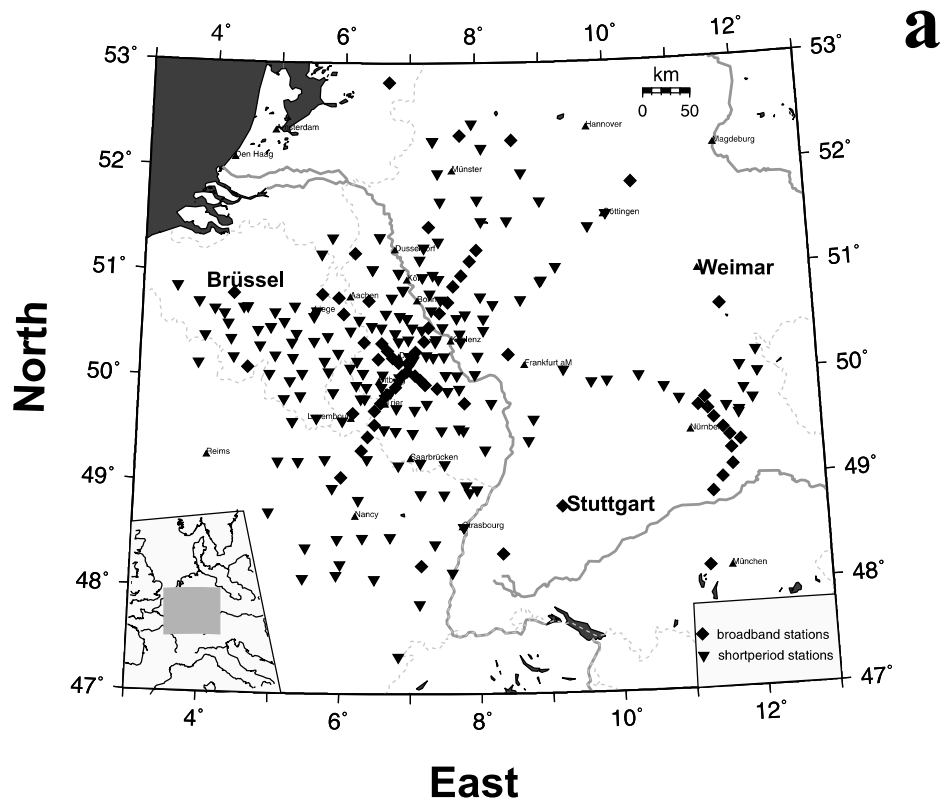 a
4° 6° 8° 10° 12°
53° 53°
km
0 50
Hannover
Amsterdam
Magdeburg
Den Haag
52° 52°
Münster
Göttingen
Dusseldorf
51° 51°
Weimar
Brüssel
Aachen
Bonn
Liege
Koblenz
Frankfurt aM
50° 50°
Trier
Luxembourg
Nürnberg
Reims
Saarbrücken
49° 49°
Stuttgart
Nancy
Strasbourg
48° 48°
München
broadband stations
shortperiod stations
47° 47°
4° 6° 8° 10° 12°
North
East